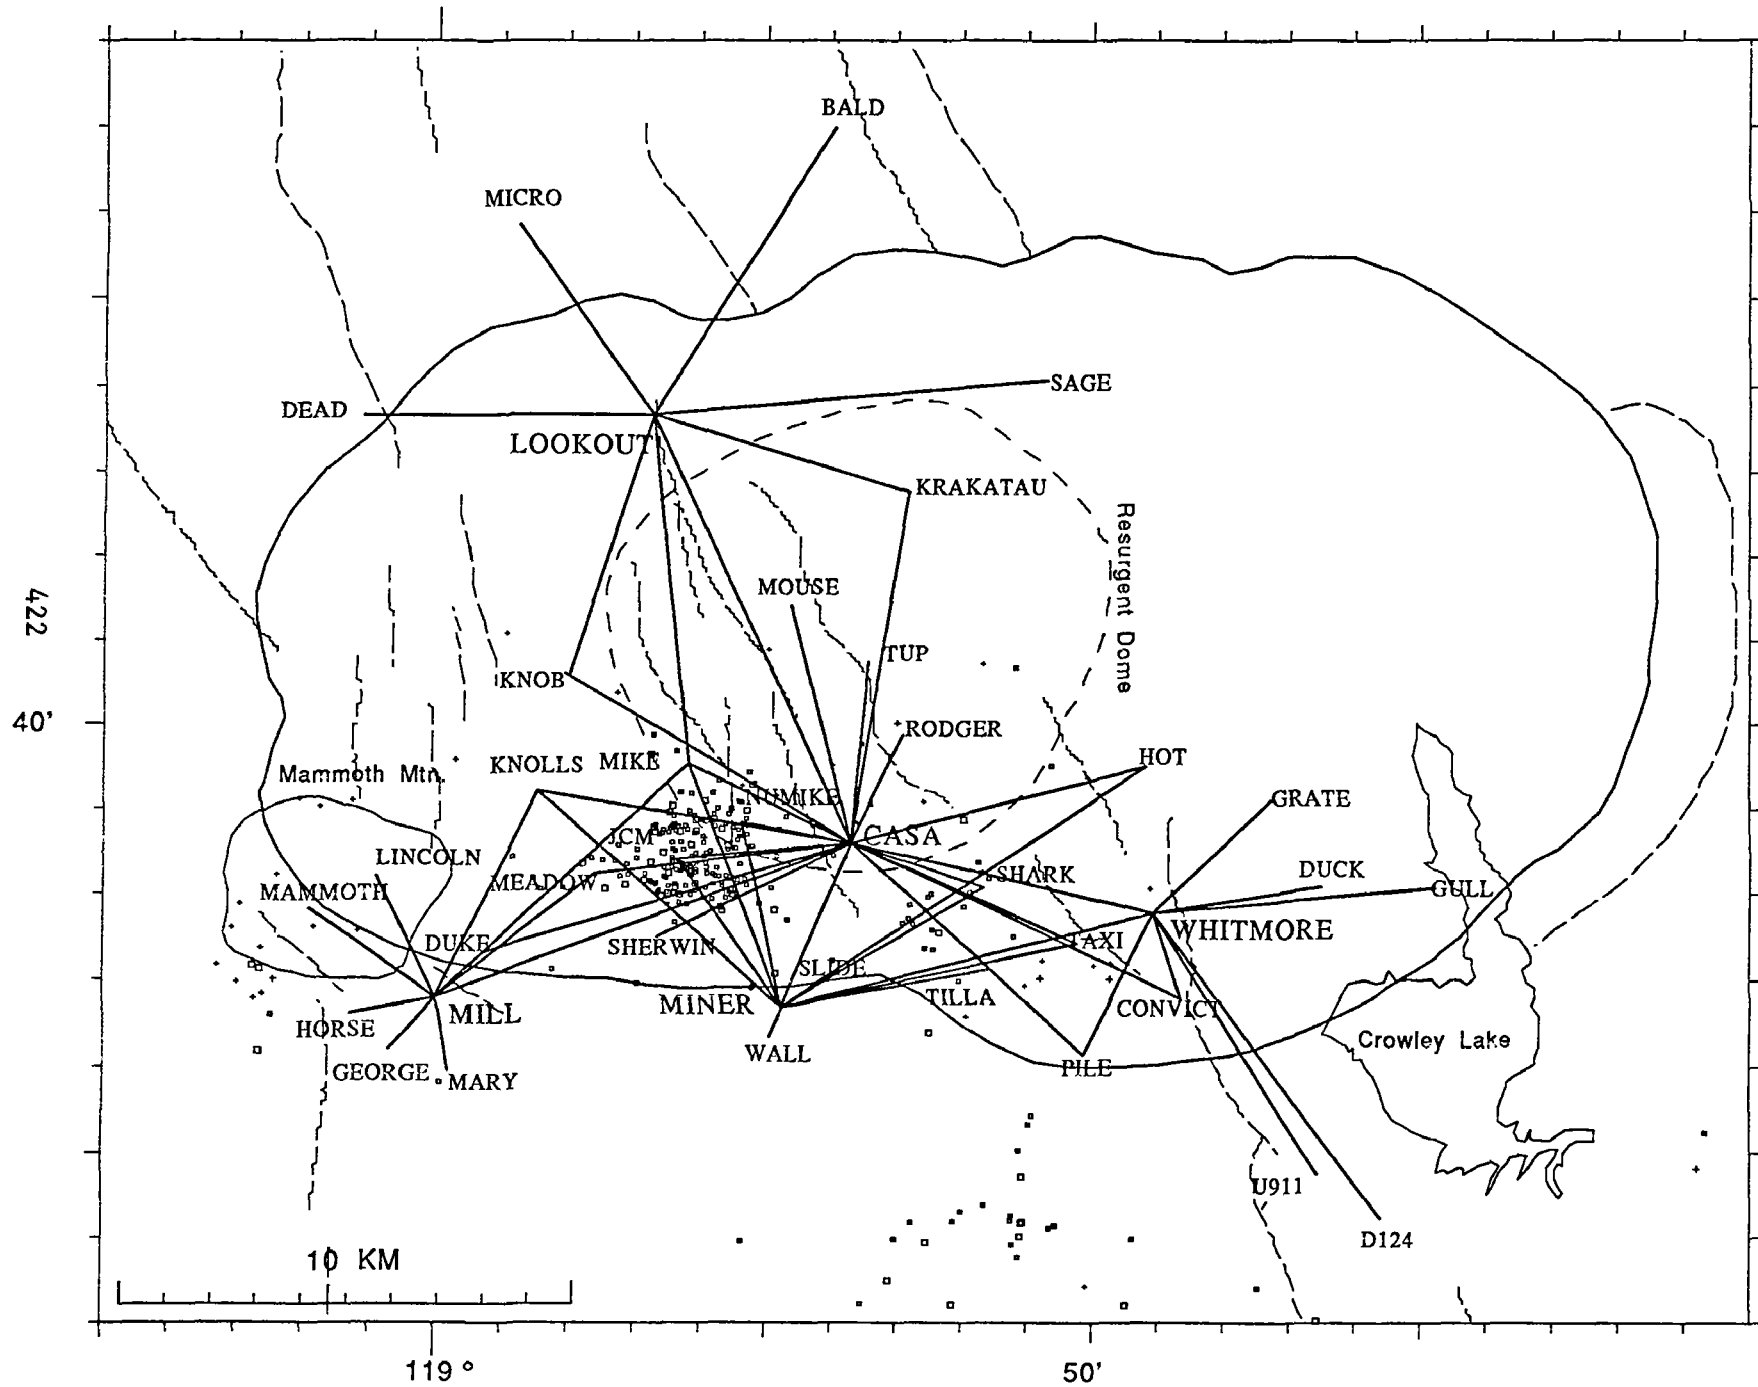 BALD
MICRO
SAGE
DEAD
LOOKOUT
KRAKATAU
Resurgent Dome
MOUSE
422
TUP
KNOB
40'
RODGER
HOT
KNOLLS
MIKE
Mammoth Mtn.
NUMIKE
GRATE
JCM
CASA
LINCOLN
SHARK
DUCK
MAMMOTH
MEADOW
GULL
DUKE
SHERWIN
TAXI
WHITMORE
SLIDE
MINER
TILLA
CONVICT
MILL
HORSE
WALL
Crowley Lake
GEORGE
MARY
PILE
U911
D124
10 KM
119°
50'